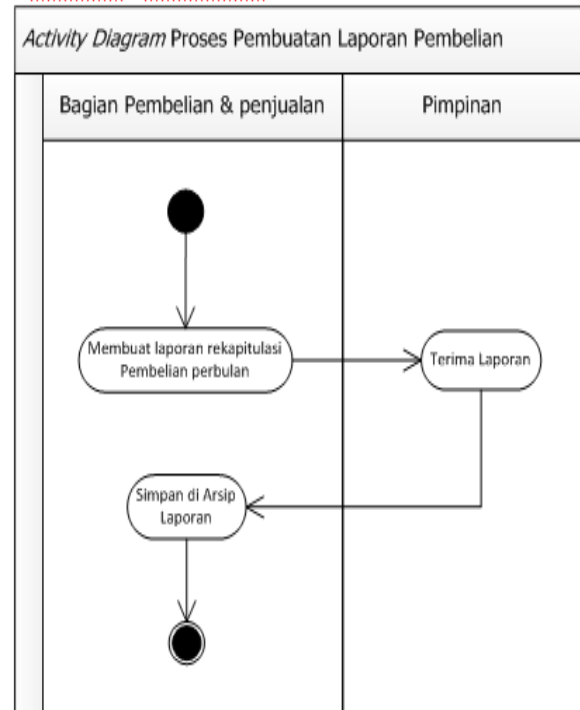 Activity Diagram Proses Pembuatan Laporan Pembelian
Bagian Pembelian & penjualan
Pimpinan
Membuat laporan rekapitulasi
Pembelian perbulan
Terima Laporan
Simpan di Arsip
Laporan